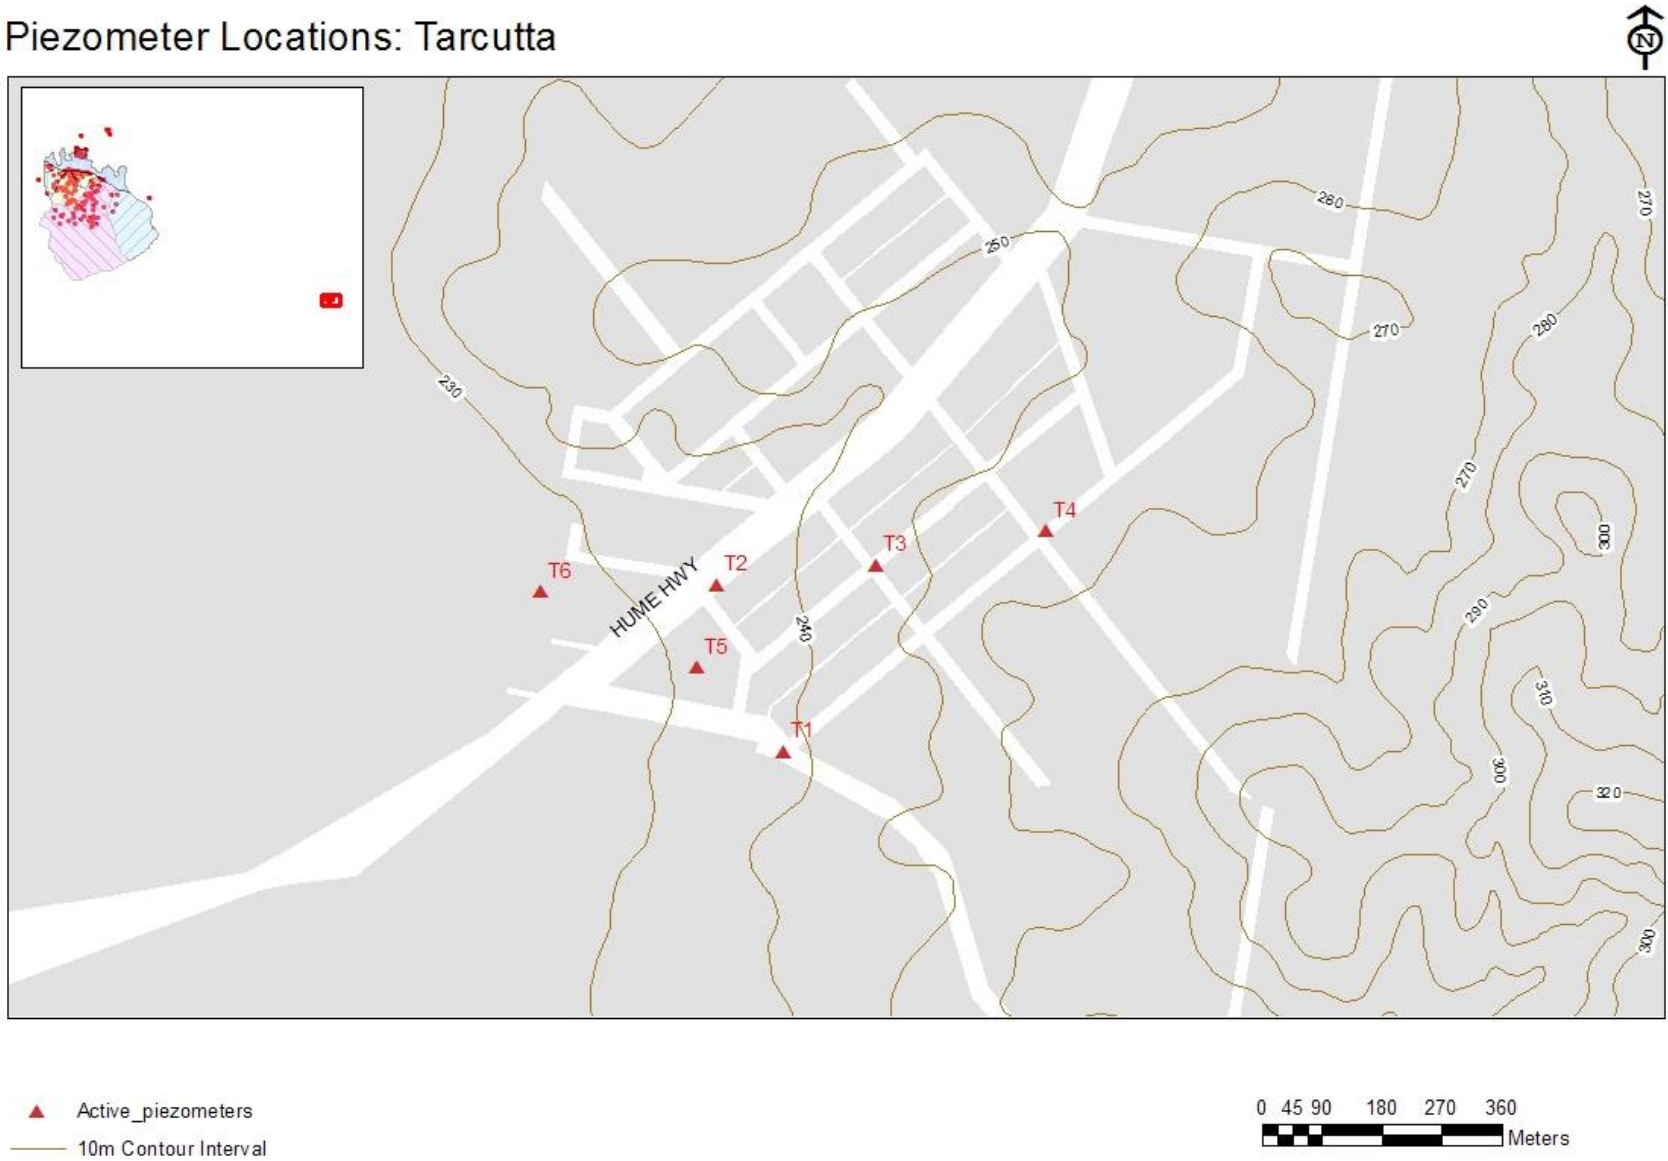 Piezometer Locations: Tarcutta
N
280
270
250
270
280
230
270
T4
300
T3
T2
T6
HUME HWY
290
240
T5
310
T1
300
320
300
0 45 90 180 270 360
Active_piezometers
Meters
10m Contour Interval